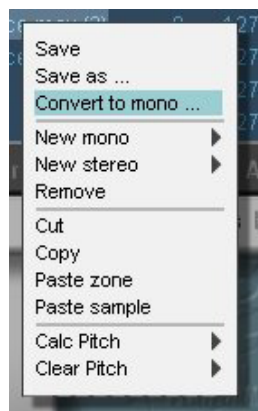 Save
Save as ...
Convert to mono ...
New mono
New stereo
Remove
Cut
Copy
Paste zone
Paste sample
Calc Pitch
Clear Pitch